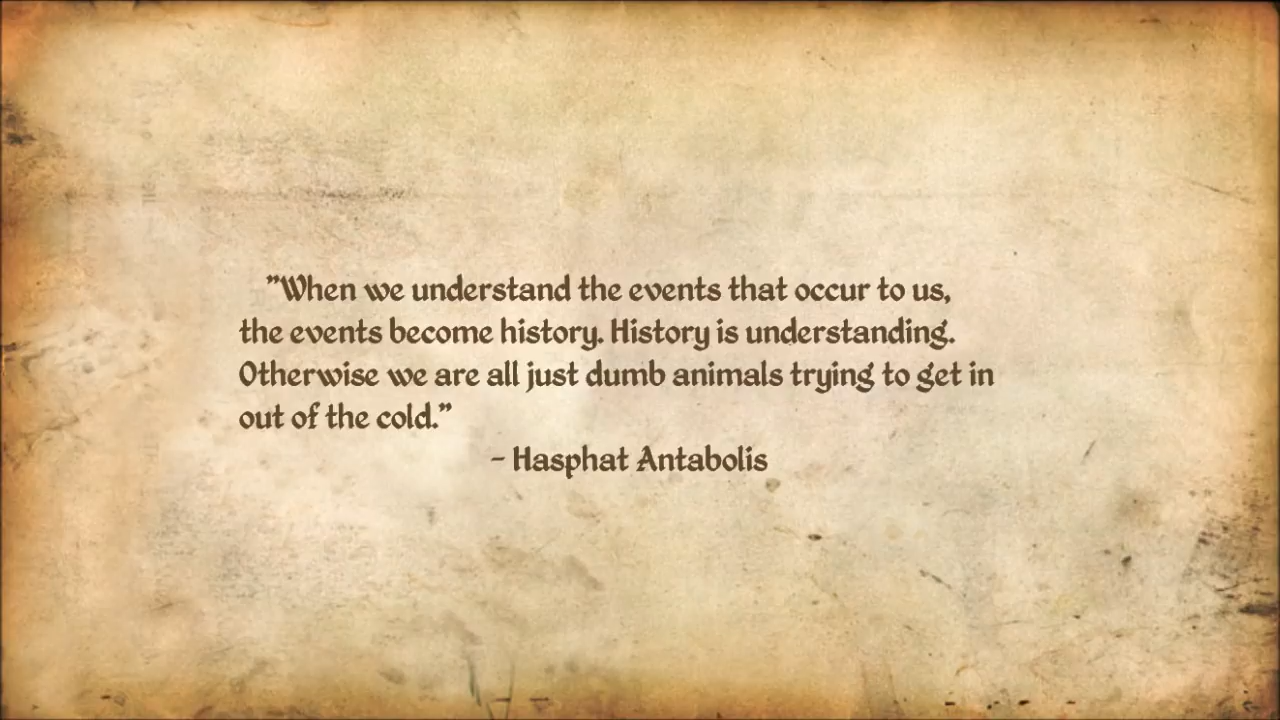 ”When we understand the events that occur to us,
the events become history. History is understanding.
Otherwise we are all just dumb animals trying to get in
out of the cold.”
- Hasphat Antabolis